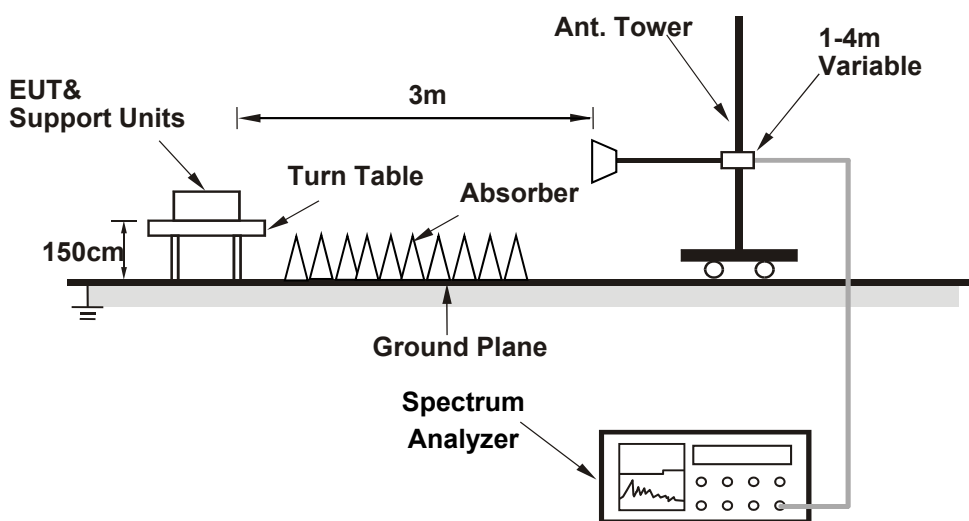 Ant. Tower
1-4m
Variable
EUT&
Support Units
3m
Turn Table
Absorber
150cm
Ground Plane
Spectrum
Analyzer